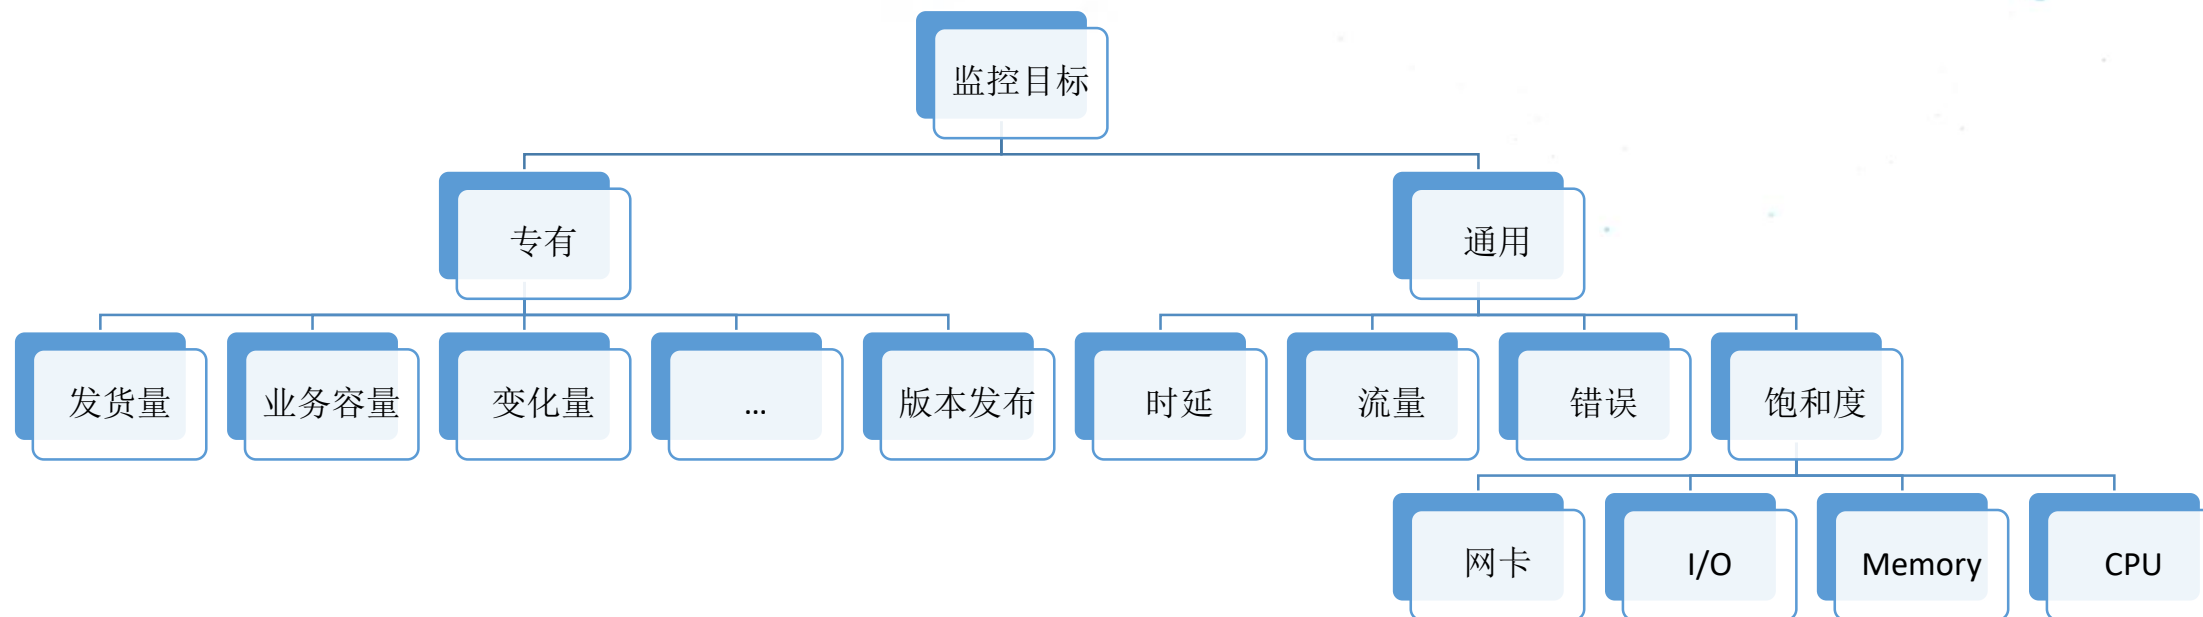 监控目标
专有
通用
发货量
业务容量
变化量
...
版本发布
时延
流量
错误
饱和度
网卡
I/O
Memory
CPU